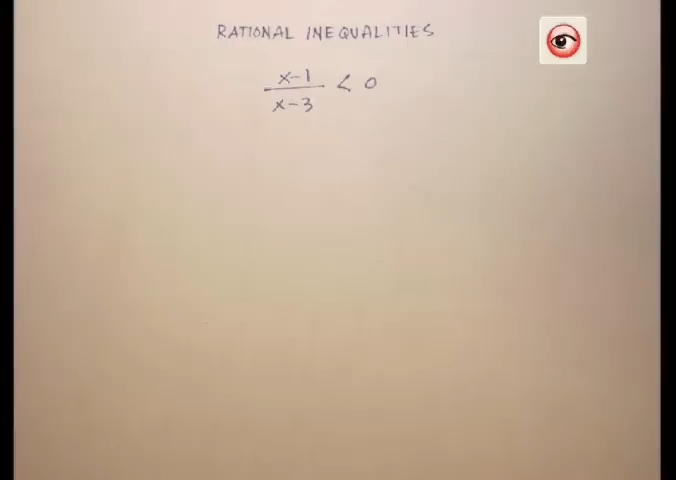 RATIONAL INEQUALITIES
x-1
x-3 < 0